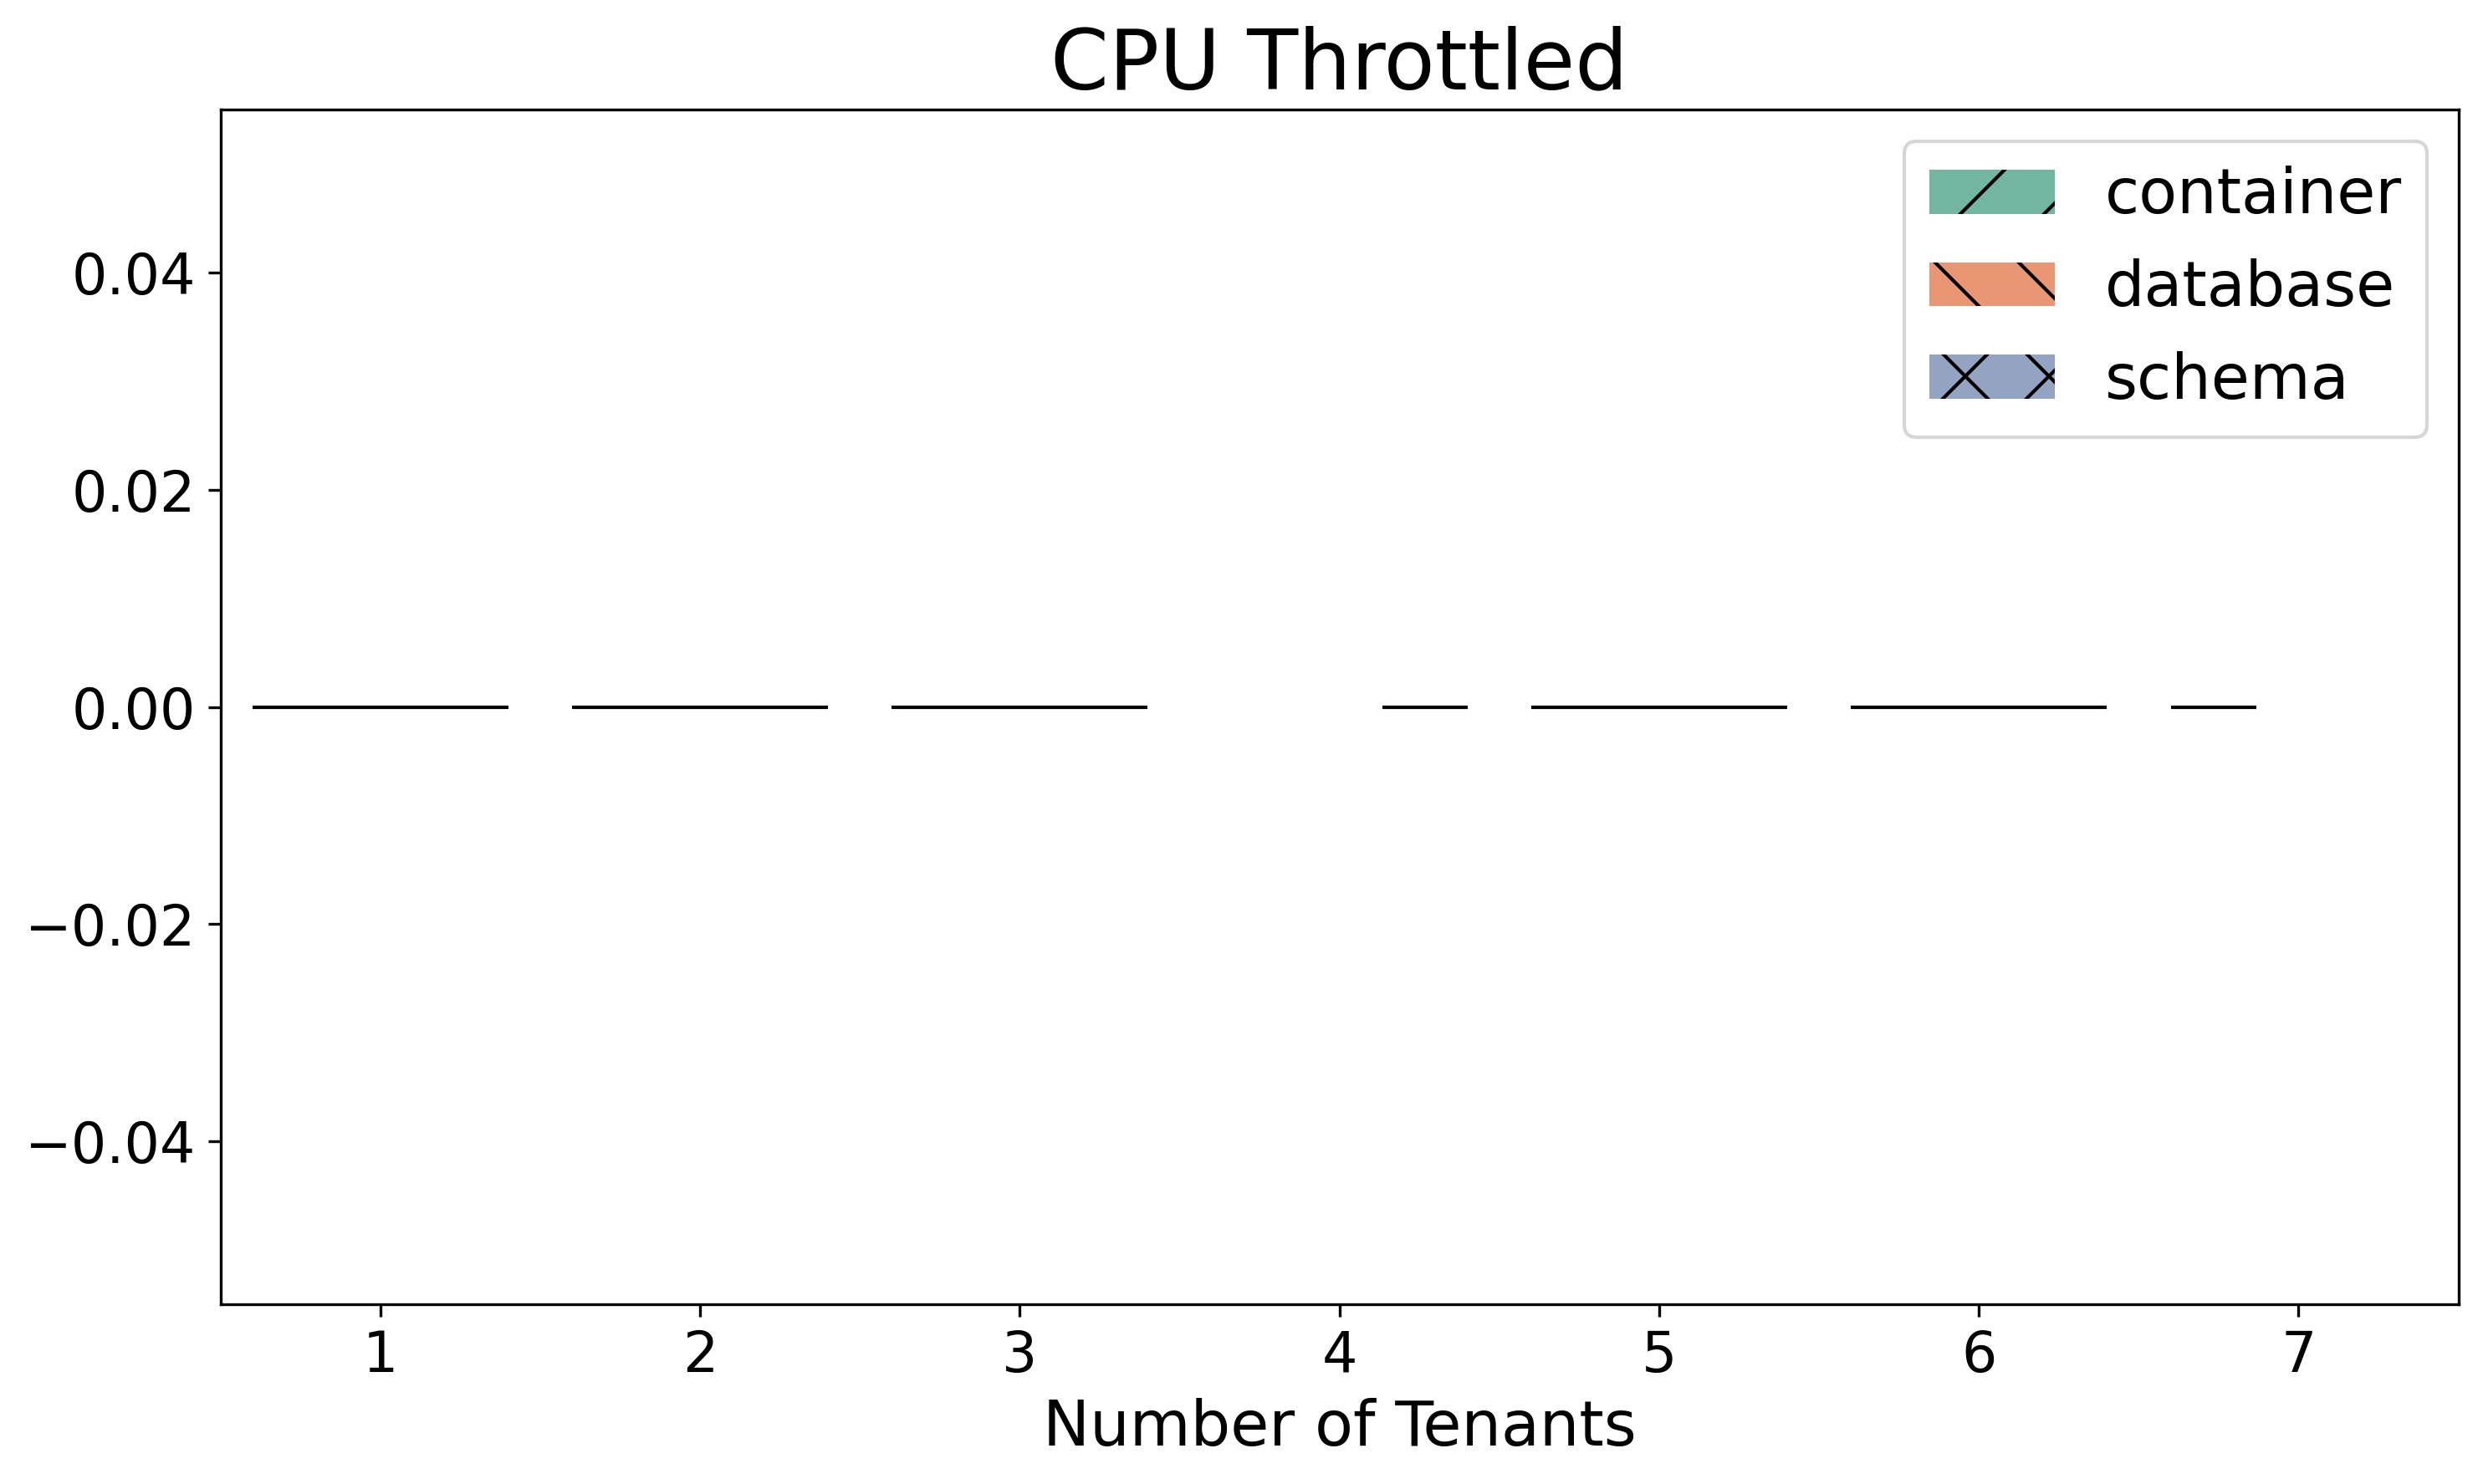 CPU Throttled
container
database
schema
0.04
0.02
0.00
−0.02
−0.04
1 2 3 4 5 6 7
Number of Tenants